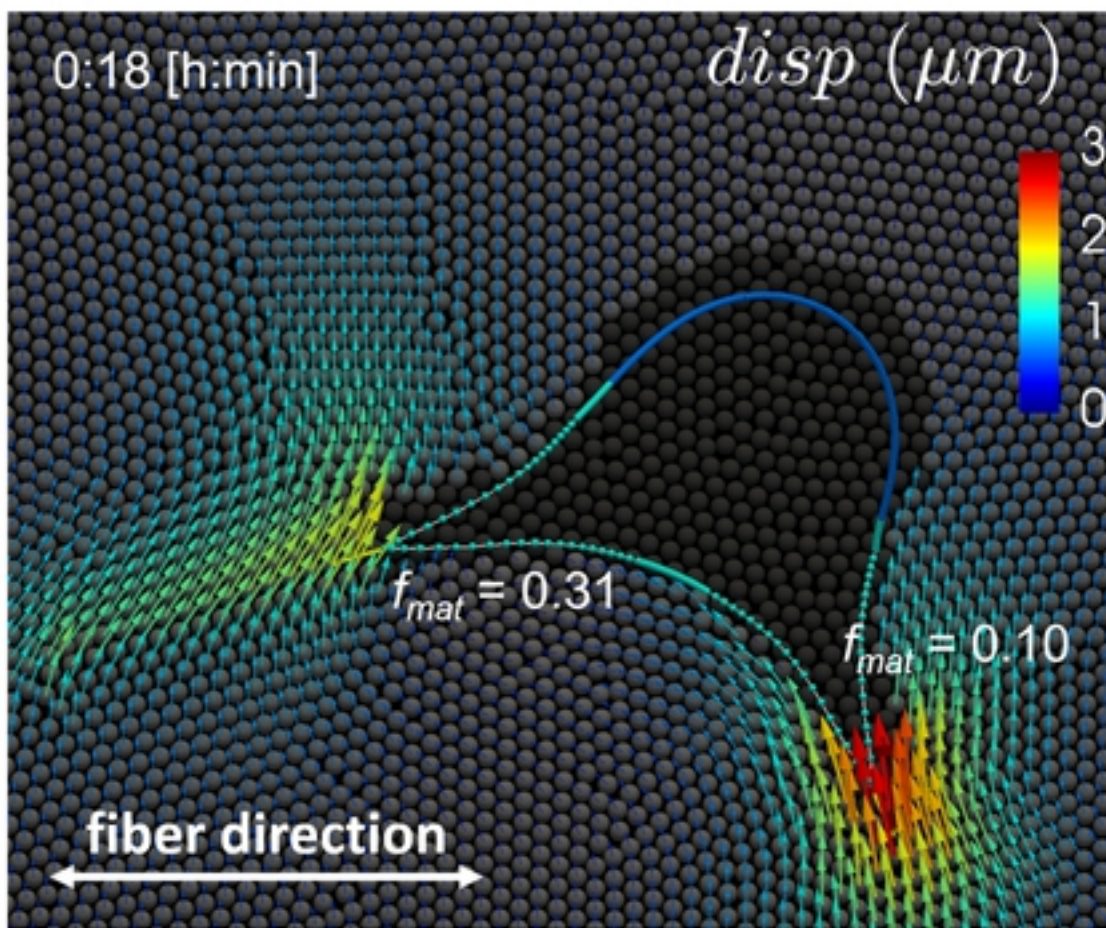 0:18 [h:min]
disp (μm)
3
2
1
0
f_mat = 0.31
f_mat = 0.10
fiber direction